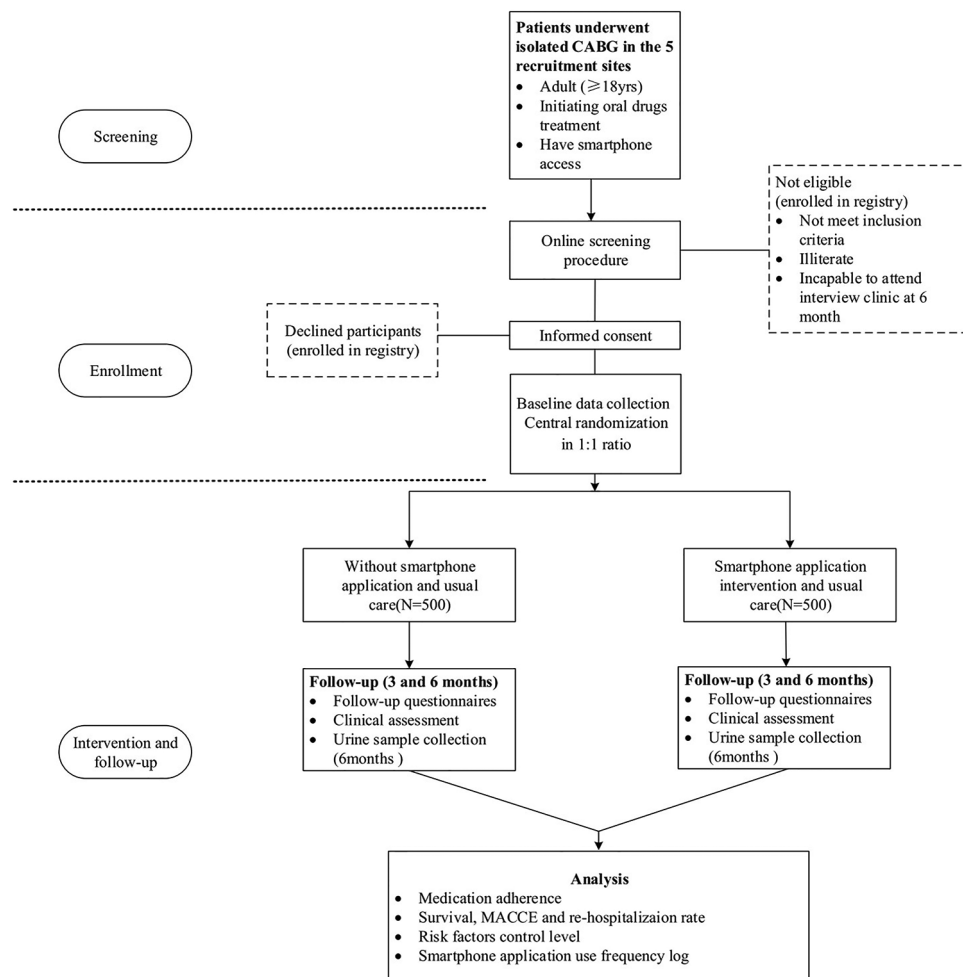 Patients underwent
isolated CABG in the 5
recruitment sites
• Adult (≥18yrs)
• Initiating oral drugs
treatment
• Have smartphone
access
Screening
Not eligible
(enrolled in registry)
• Not meet inclusion
criteria
• Illiterate
• Incapable to attend
interview clinic at 6
month
Online screening
procedure
Declined participants
(enrolled in registry)
Informed consent
Enrollment
Baseline data collection
Central randomization
in 1:1 ratio
Without smartphone
application and usual
care(N=500)
Smartphone application
intervention and usual
care(N=500)
Follow-up (3 and 6 months)
• Follow-up questionnaires
• Clinical assessment
• Urine sample collection
(6months )
Follow-up (3 and 6 months)
• Follow-up questionnaires
• Clinical assessment
• Urine sample collection
(6months )
Intervention and
follow-up
Analysis
• Medication adherence
• Survival, MACCE and re-hospitalizaion rate
• Risk factors control level
• Smartphone application use frequency log